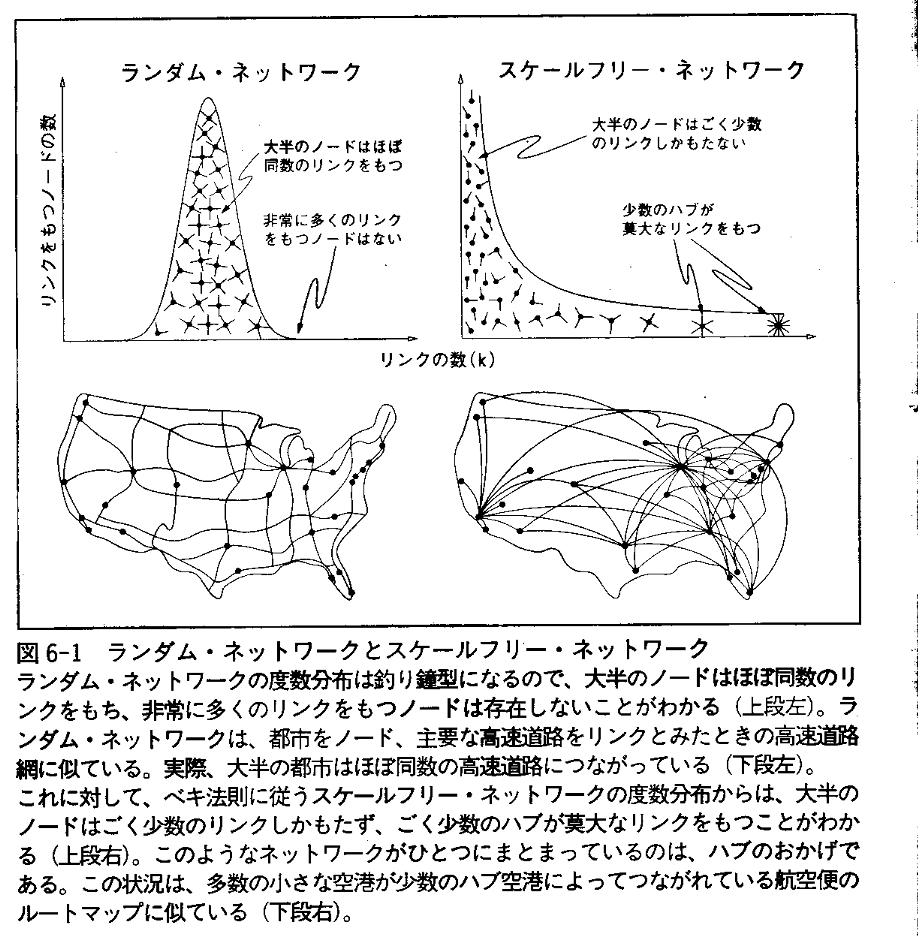 ランダム・ネットワーク
スケールフリー・ネットワーク
リンクをもつノードの数
大半のノードはほぼ
同数のリンクをもつ
非常に多くのリンク
をもつノードはない
大半のノードはごく少数
のリンクしかもたない
少数のハブが
莫大なリンクをもつ
リンクの数(k)
図 6-1 ランダム・ネットワークとスケールフリー・ネットワーク
ランダム・ネットワークの度数分布は釣り鐘型になるので、大半のノードはほぼ同数のリ
ンクをもち、非常に多くのリンクをもつノードは存在しないことがわかる（上段左）。ラ
ンダム・ネットワークは、都市をノード、主要な高速道路をリンクとみたときの高速道路
網に似ている。実際、大半の都市はほぼ同数の高速道路につながっている（下段左）。
これに対して、ベキ法則に従うスケールフリー・ネットワークの度数分布からは、大半の
ノードはごく少数のリンクしかもたず、ごく少数のハブが莫大なリンクをもつことがわか
る（上段右）。このようなネットワークがひとつにまとまっているのは、ハブのおかげで
ある。この状況は、多数の小さな空港が少数のハブ空港によってつながれている航空便の
ルートマップに似ている（下段右）。